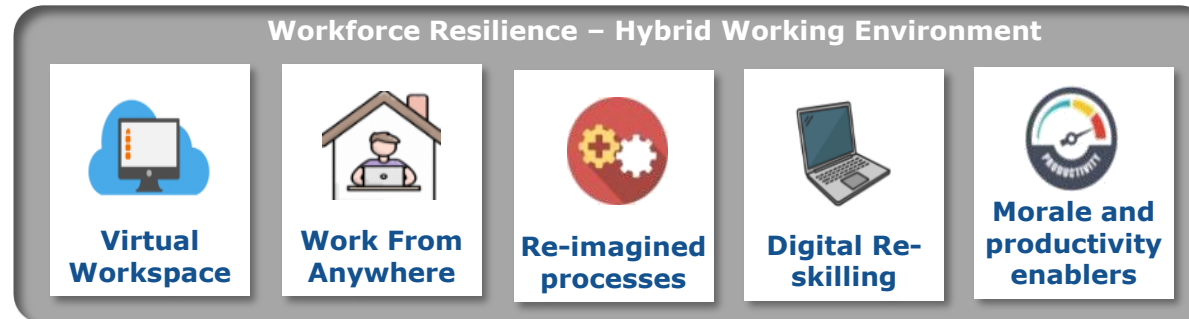 Workforce Resilience – Hybrid Working Environment
Virtual
Workspace
Work From
Anywhere
Re-imagined
processes
Digital Re-
skilling
PRODUCTIVITY
Morale and
productivity
enablers